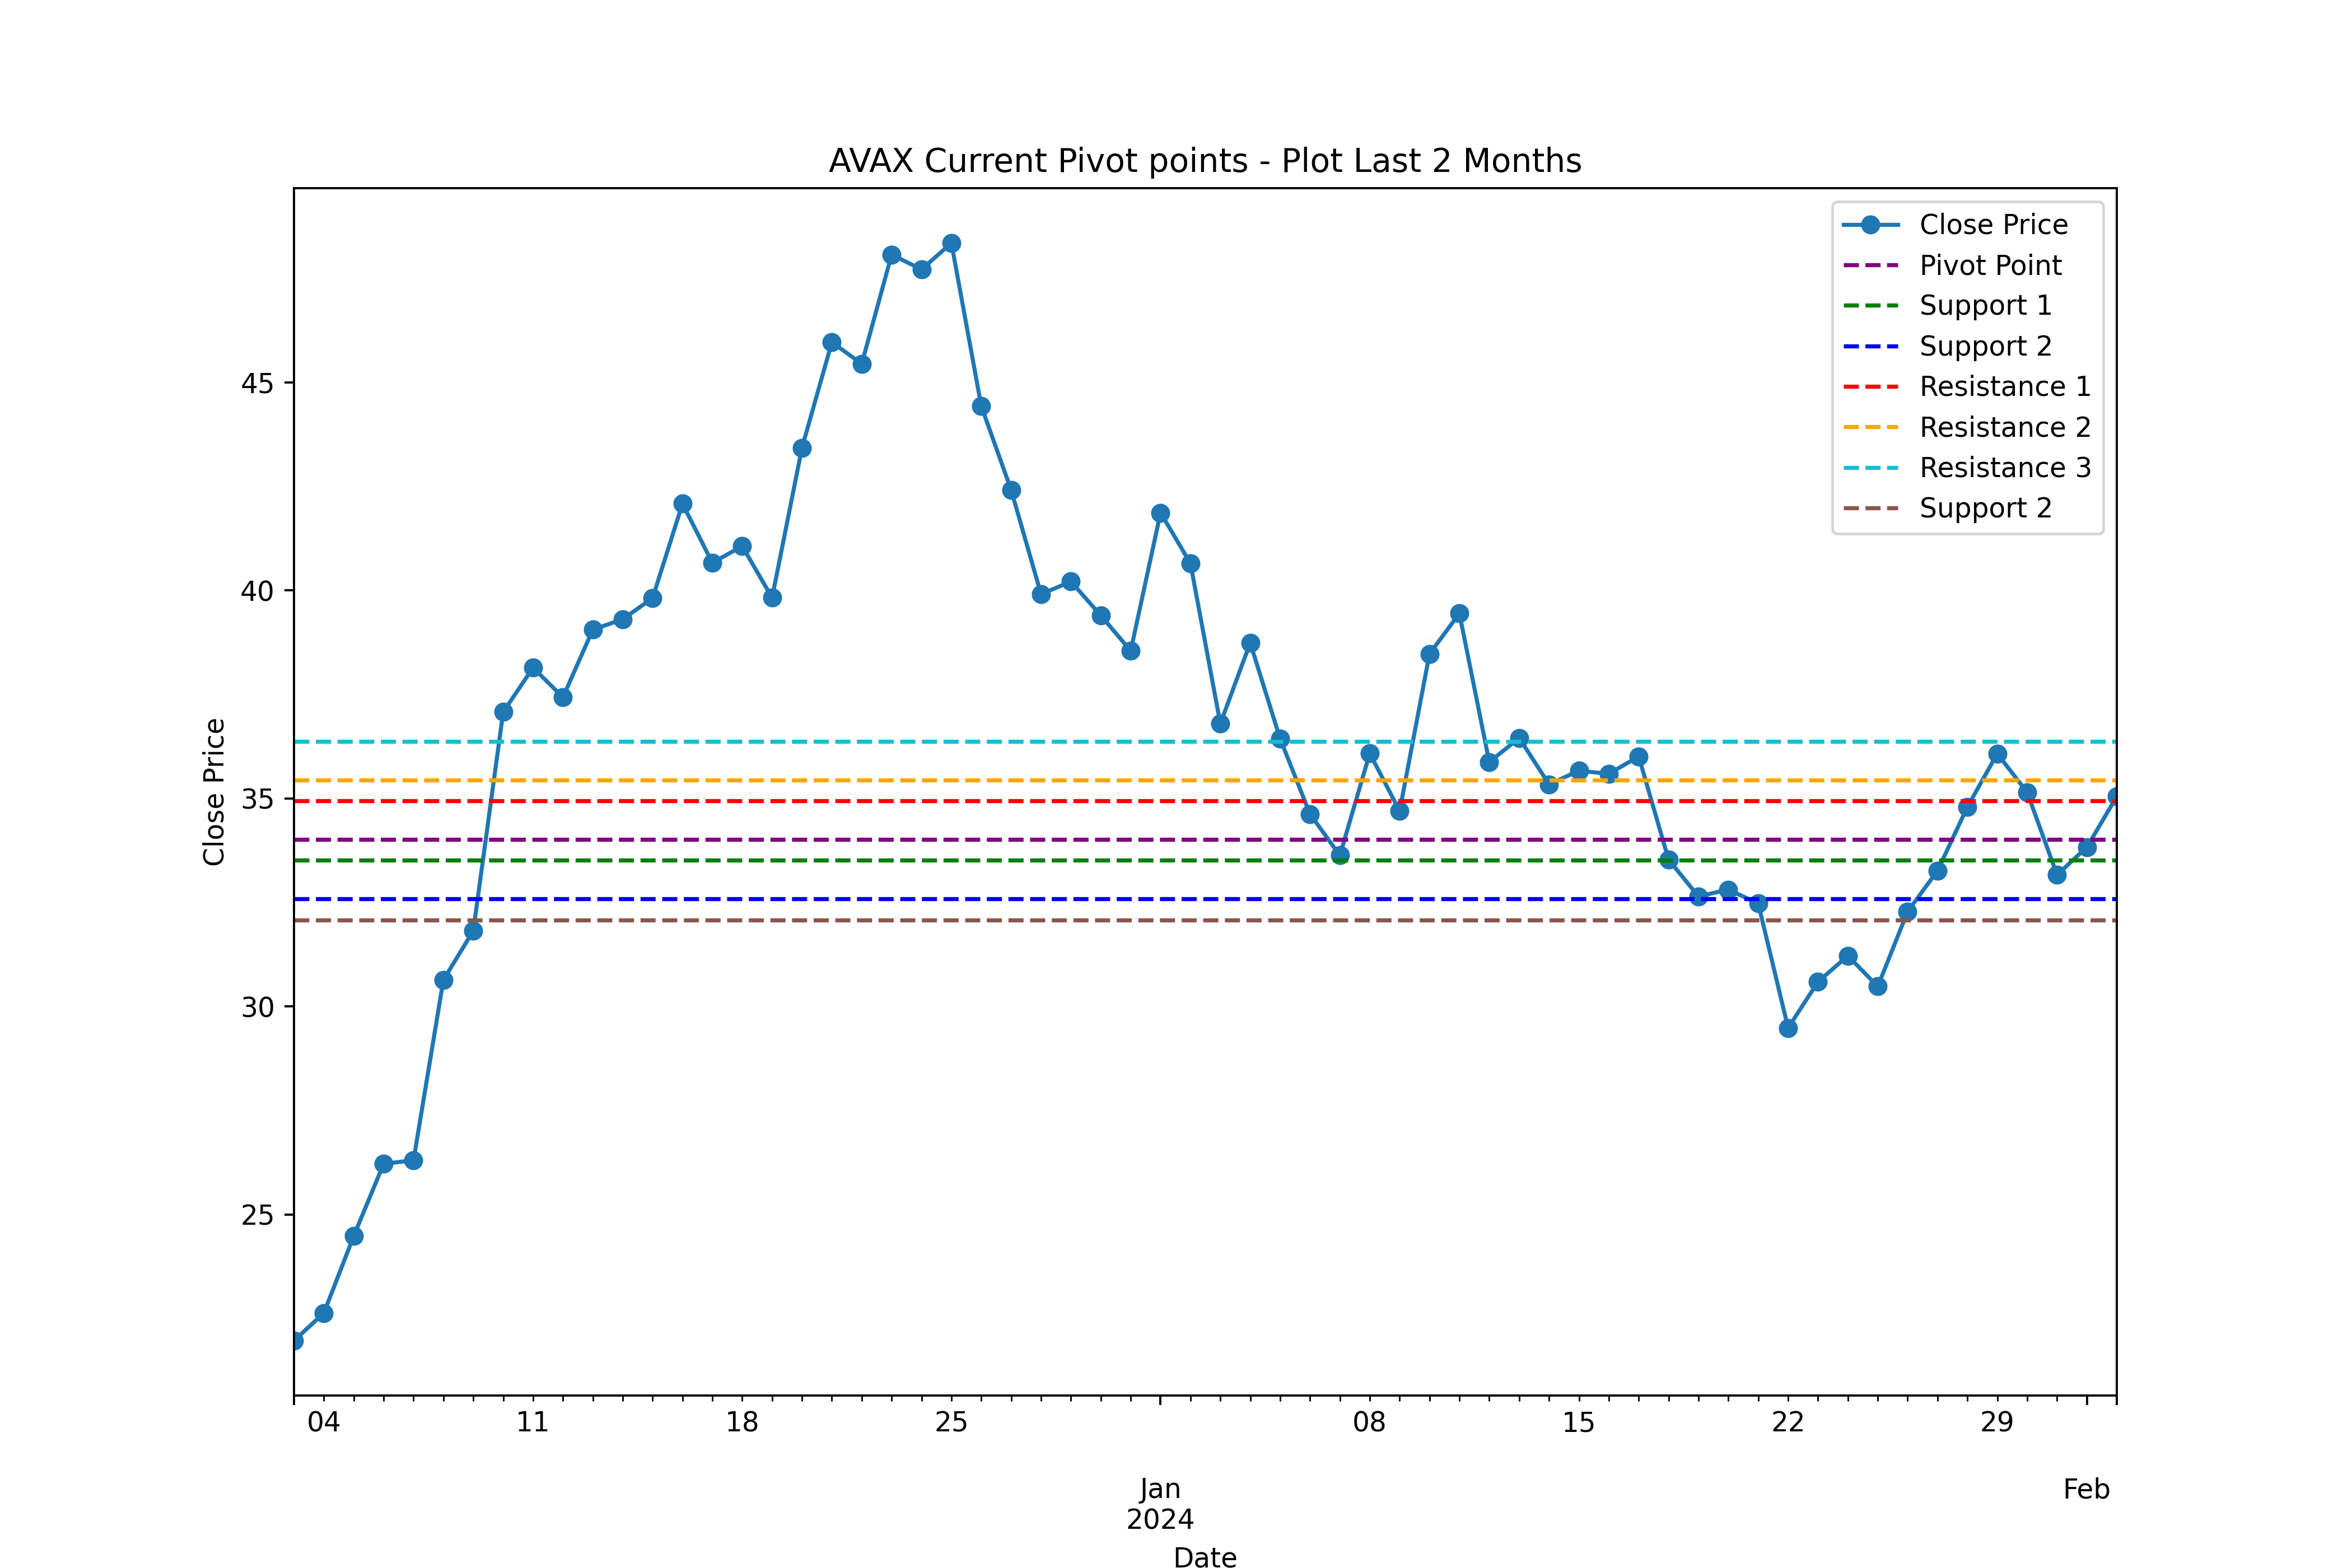 AVAX Current Pivot points - Plot Last 2 Months
Close Price
Pivot Point
Support 1
Support 2
Resistance 1
Resistance 2
Resistance 3
Support 2
45
40
35
30
25
Close Price
04 11 18 25 08 15 22 29
Jan Feb
2024
Date